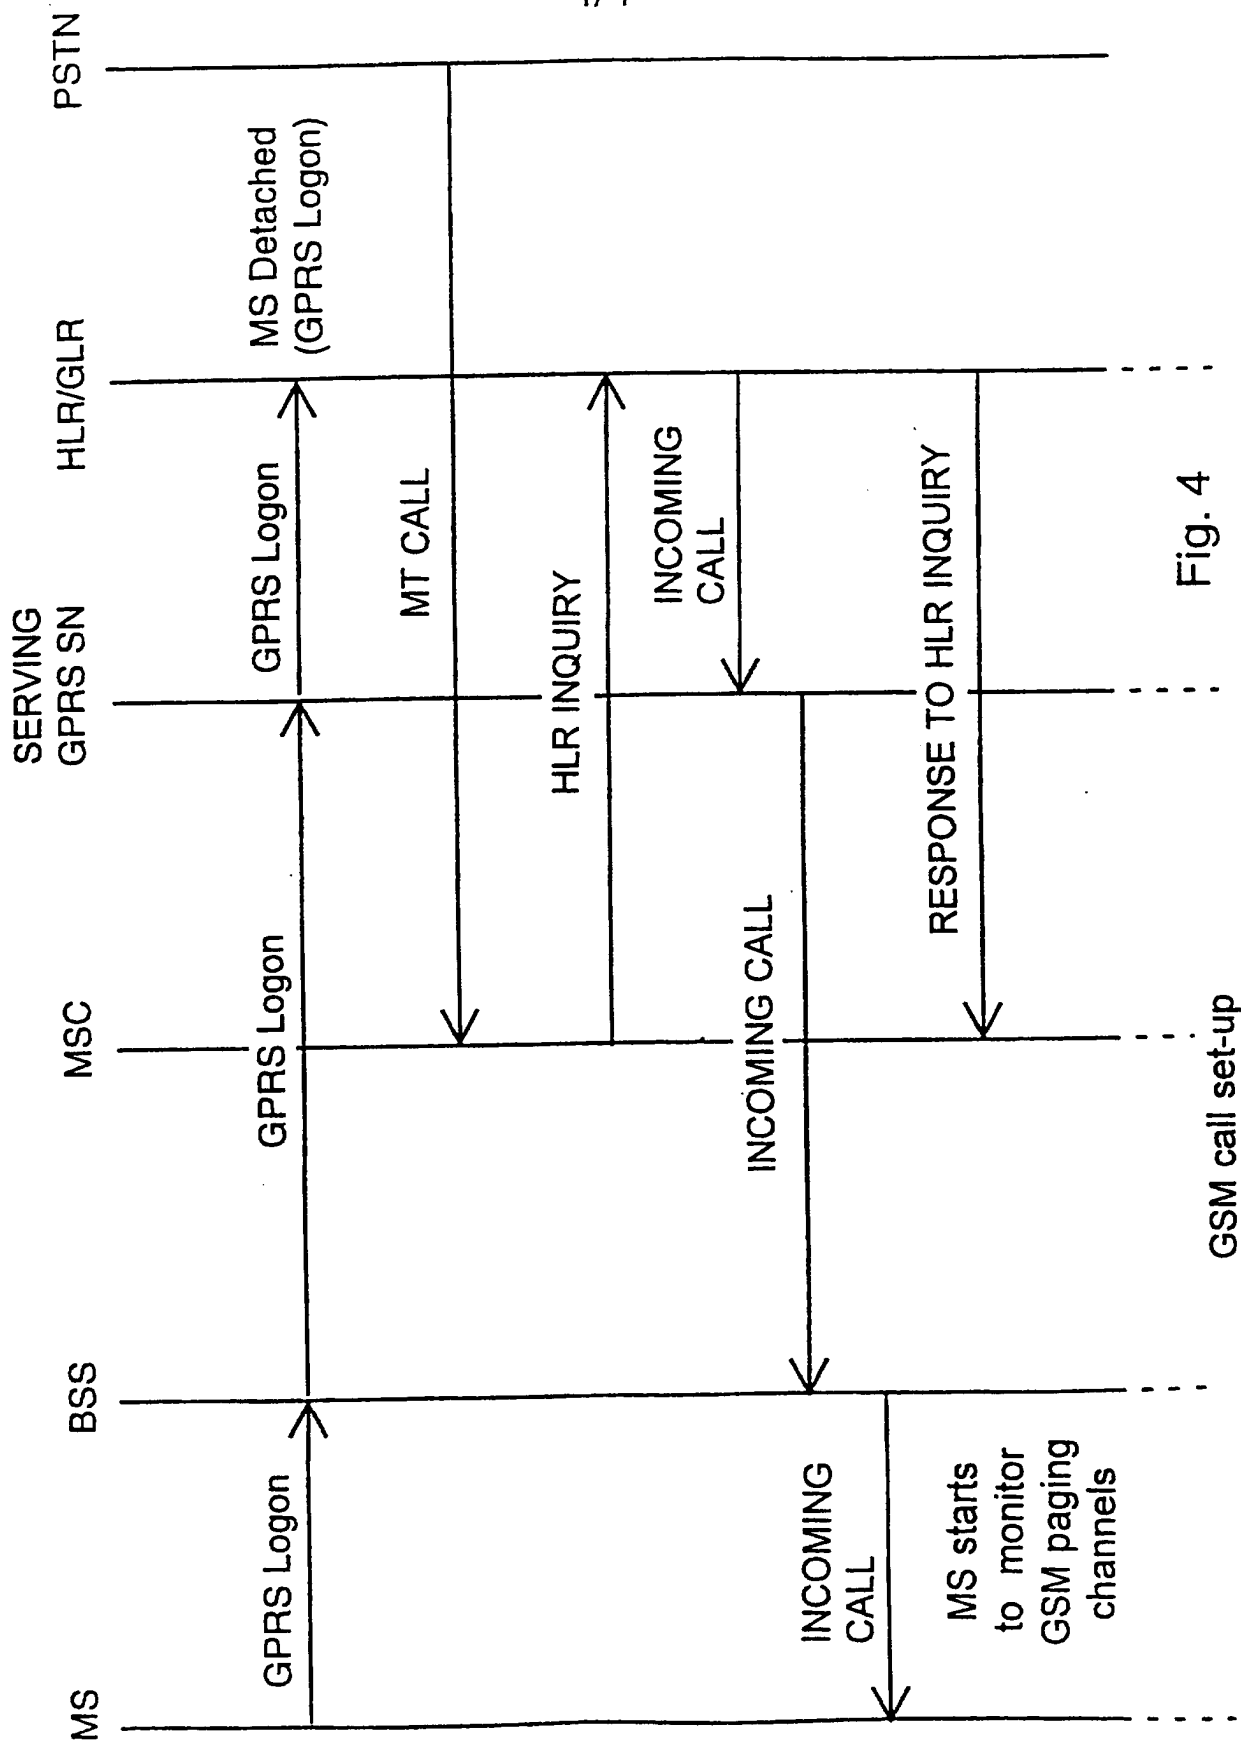 MS
BSS
MSC
SERVING
GPRS SN
HLR/GLR
PSTN
GPRS Logon
GPRS Logon
GPRS Logon
MS Detached
(GPRS Logon)
MT CALL
HLR INQUIRY
INCOMING
CALL
INCOMING CALL
INCOMING
CALL
RESPONSE TO HLR INQUIRY
MS starts
to monitor
GSM paging
channels
GSM call set-up
Fig. 4